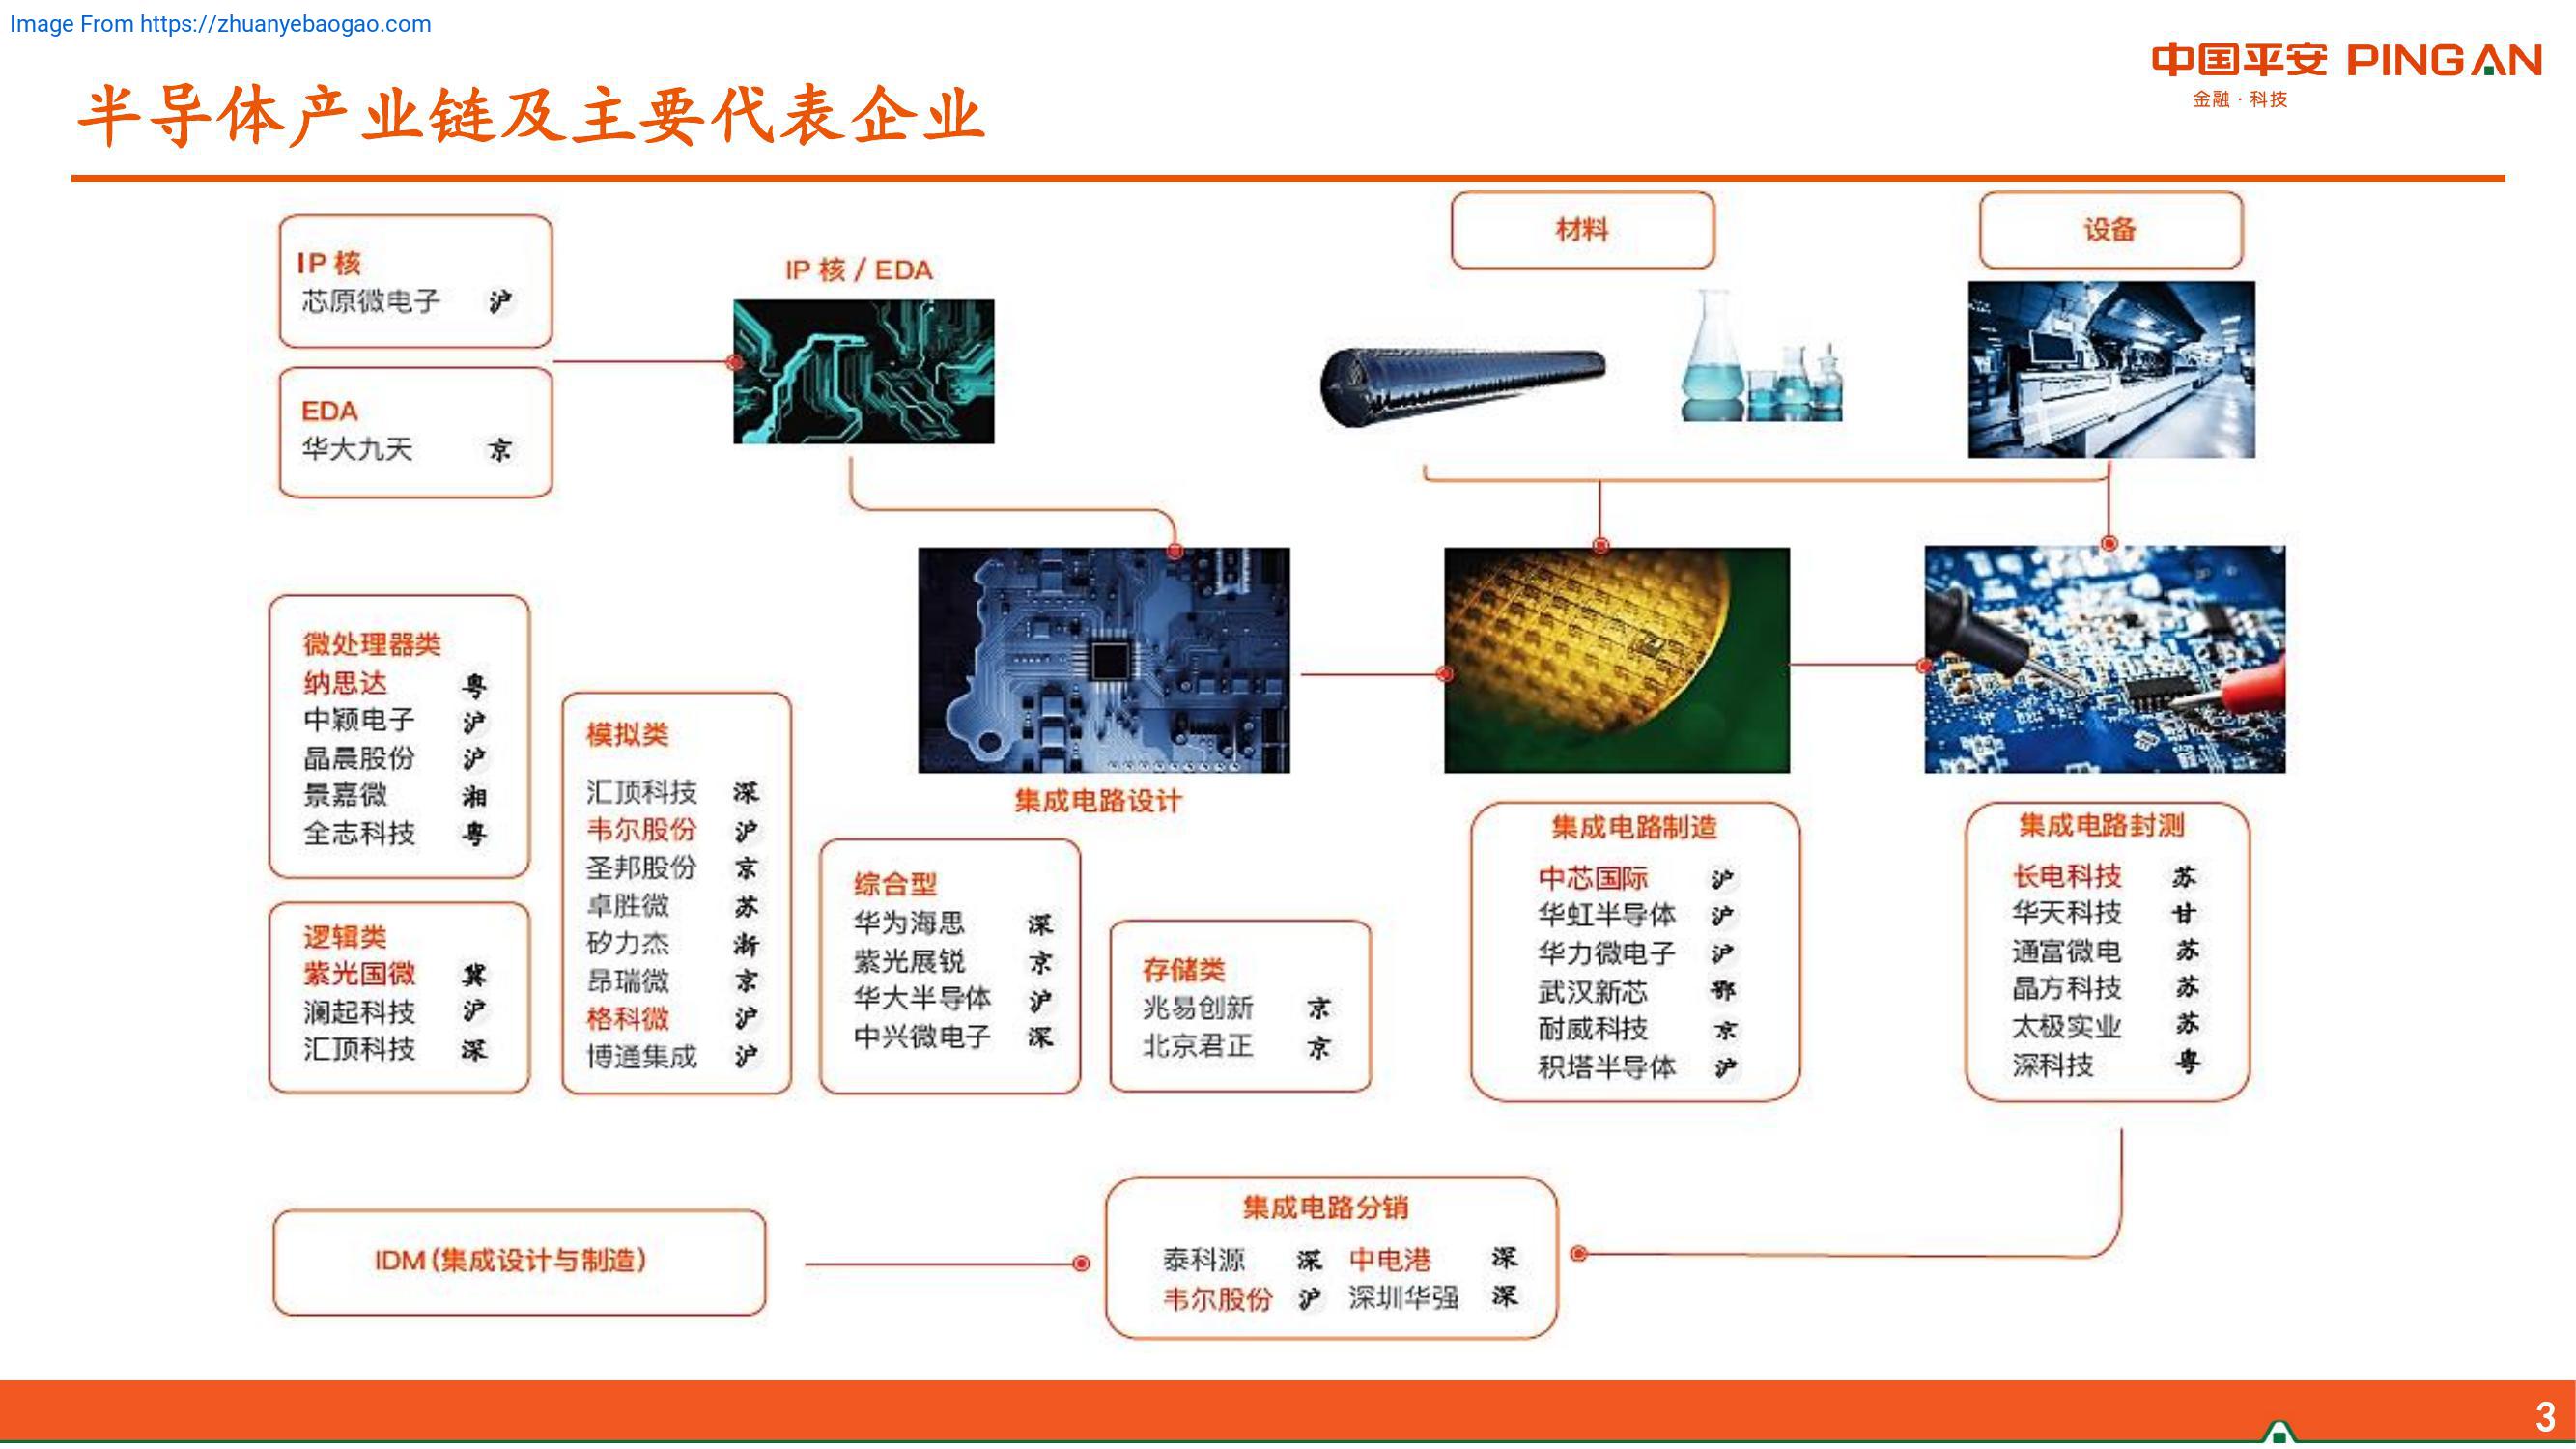 Image From https://zhuanyebaogao.com
中国平安 PINGAN
金融·科技
半导体产业链及主要代表企业
IP 核
芯原微电子 沪
EDA
华大九天 京
IP 核 / EDA
材料
设备
微处理器类
纳思达 粤
中颖电子 沪
晶晨股份 沪
景嘉微 湘
全志科技 粤
逻辑类
紫光国微 冀
澜起科技 沪
汇顶科技 深
模拟类
汇顶科技 深
韦尔股份 沪
圣邦股份 京
卓胜微 苏
矽力杰 浙
昂瑞微 京
格科微 沪
博通集成 沪
集成电路设计
综合型
华为海思 深
紫光展锐 京
华大半导体 沪
中兴微电子 深
存储类
兆易创新 京
北京君正 京
集成电路制造
中芯国际 沪
华虹半导体 沪
华力微电子 沪
武汉新芯 鄂
耐威科技 京
积塔半导体 沪
集成电路封测
长电科技 苏
华天科技 甘
通富微电 苏
晶方科技 苏
太极实业 苏
深科技 粤
IDM（集成设计与制造）
集成电路分销
泰科源 深 中电港 深
韦尔股份 沪 深圳华强 深
3